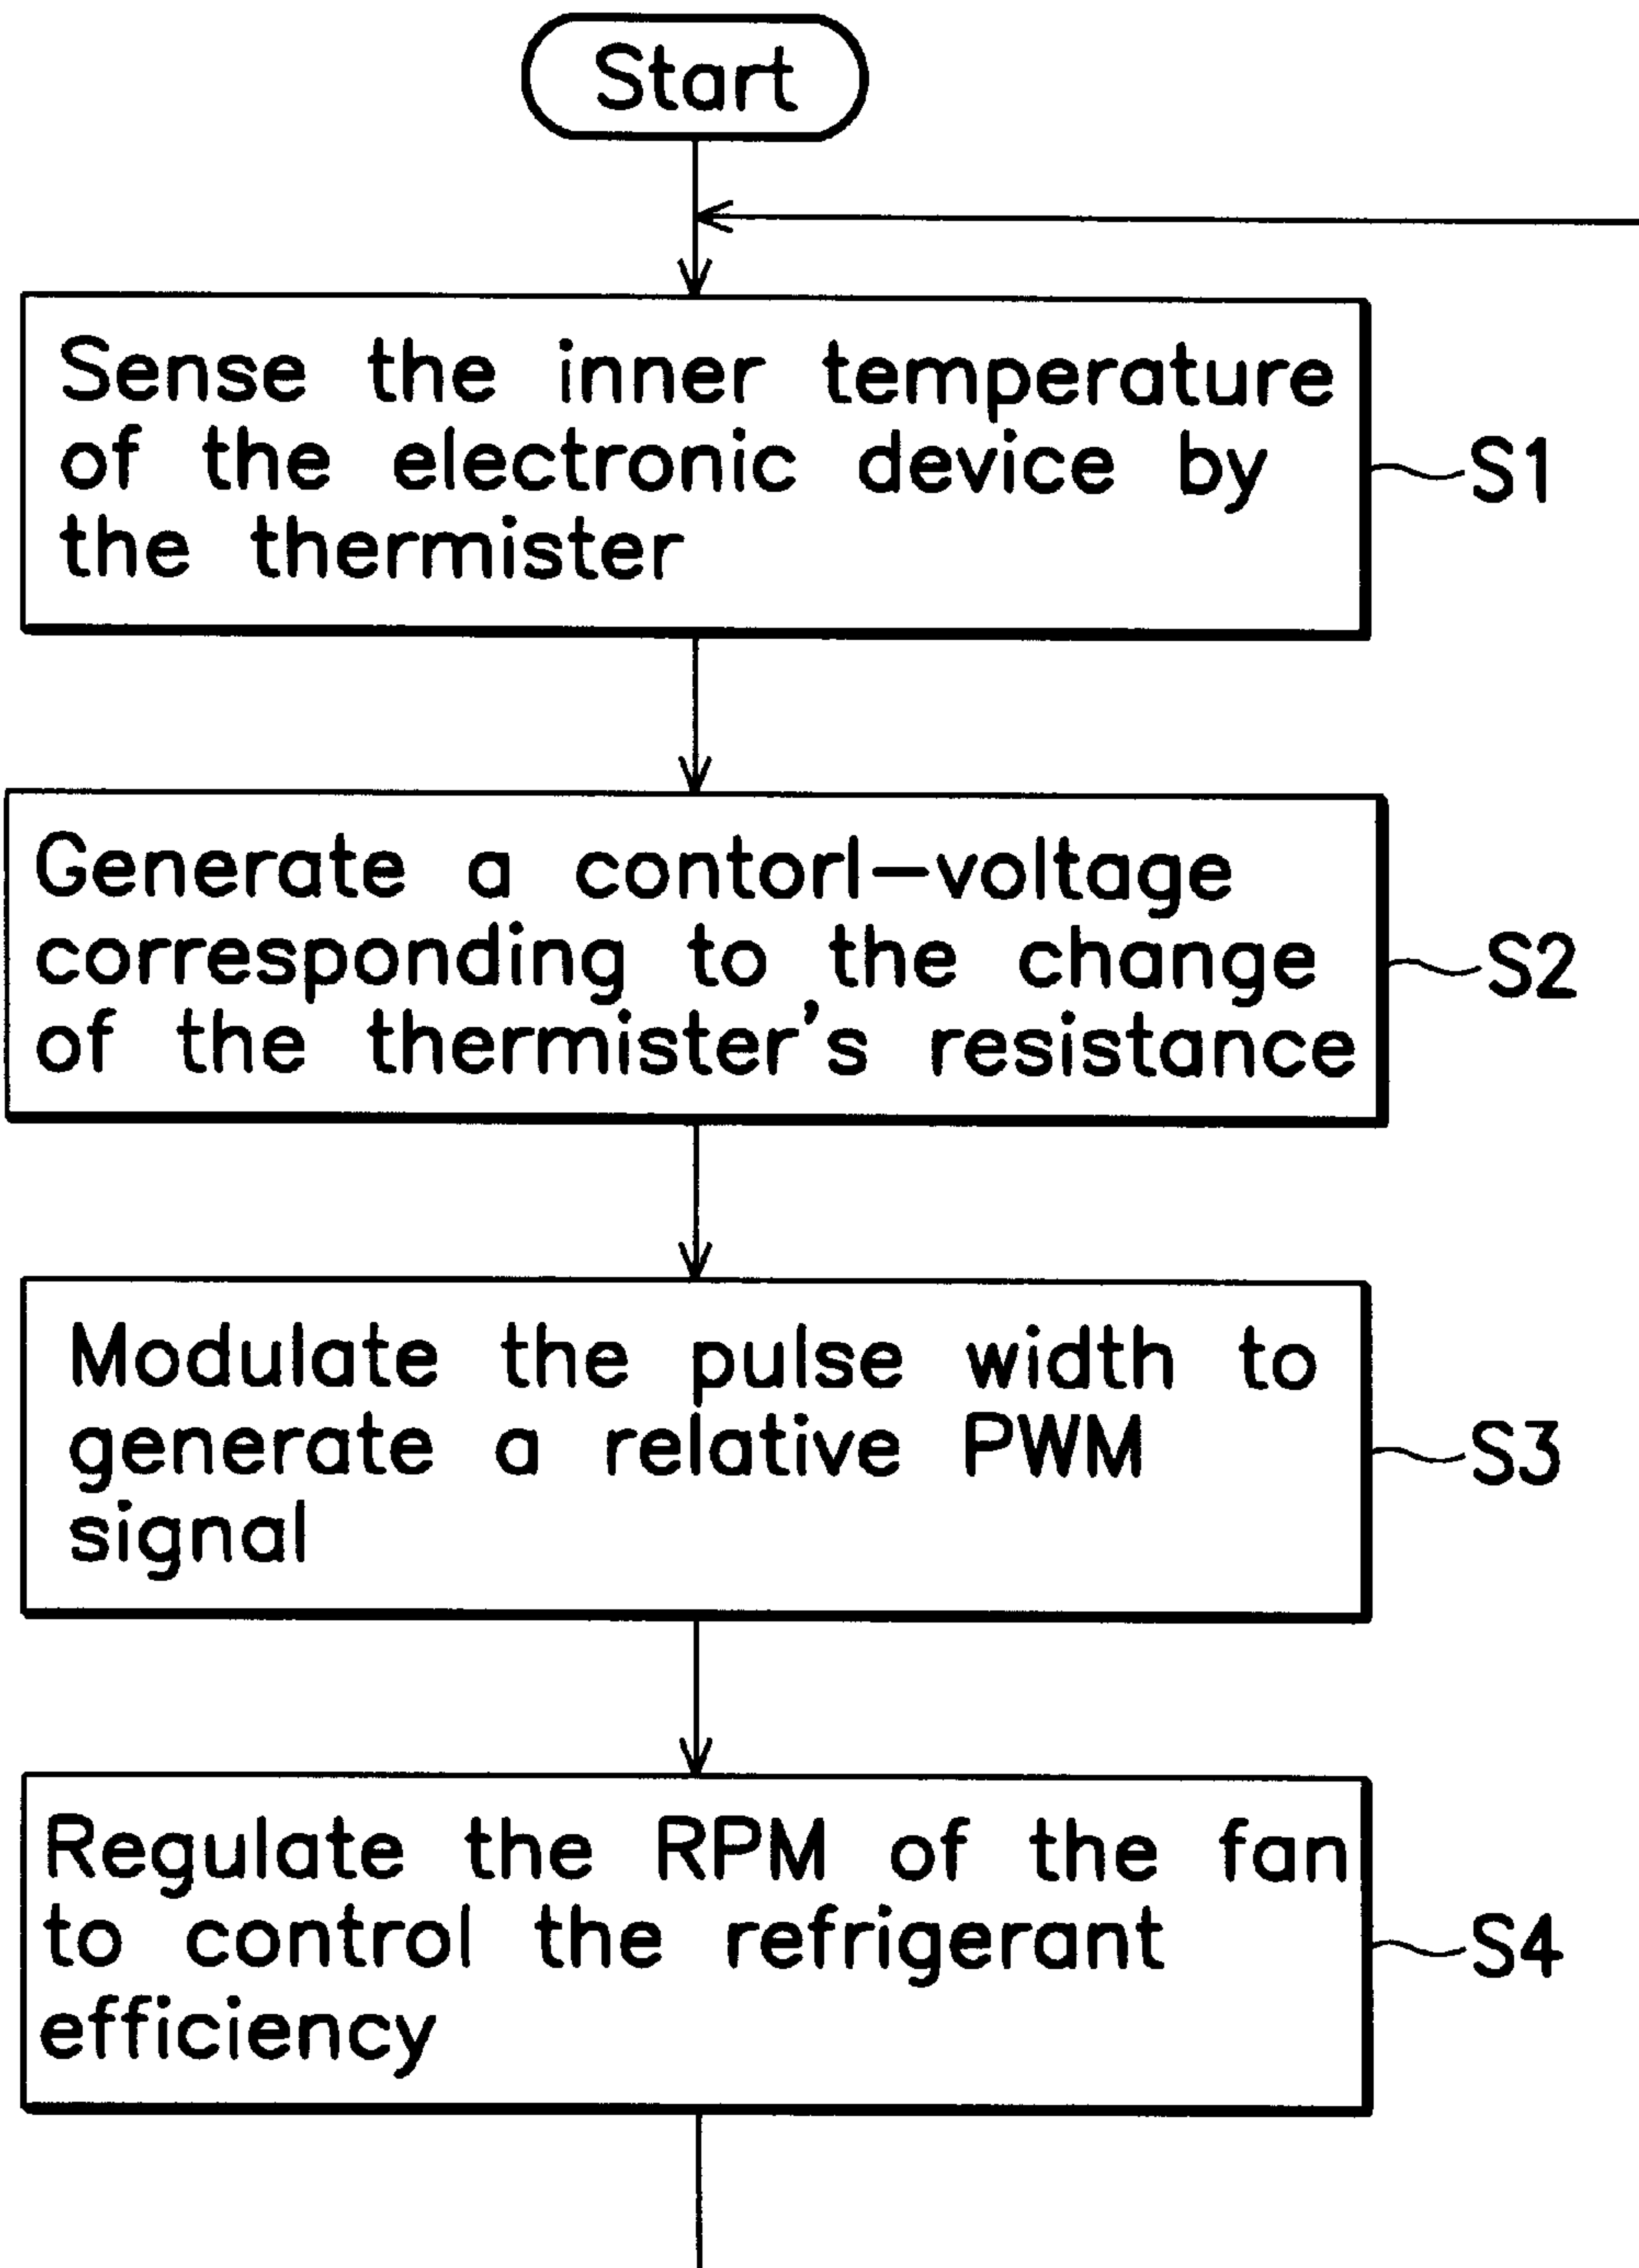 Start
Sense the inner temperature
of the electronic device by
the thermister
S1
Generate a contorl-voltage
corresponding to the change
of the thermister's resistance
S2
Modulate the pulse width to
generate a relative PWM
signal
S3
Regulate the RPM of the fan
to control the refrigerant
efficiency
S4